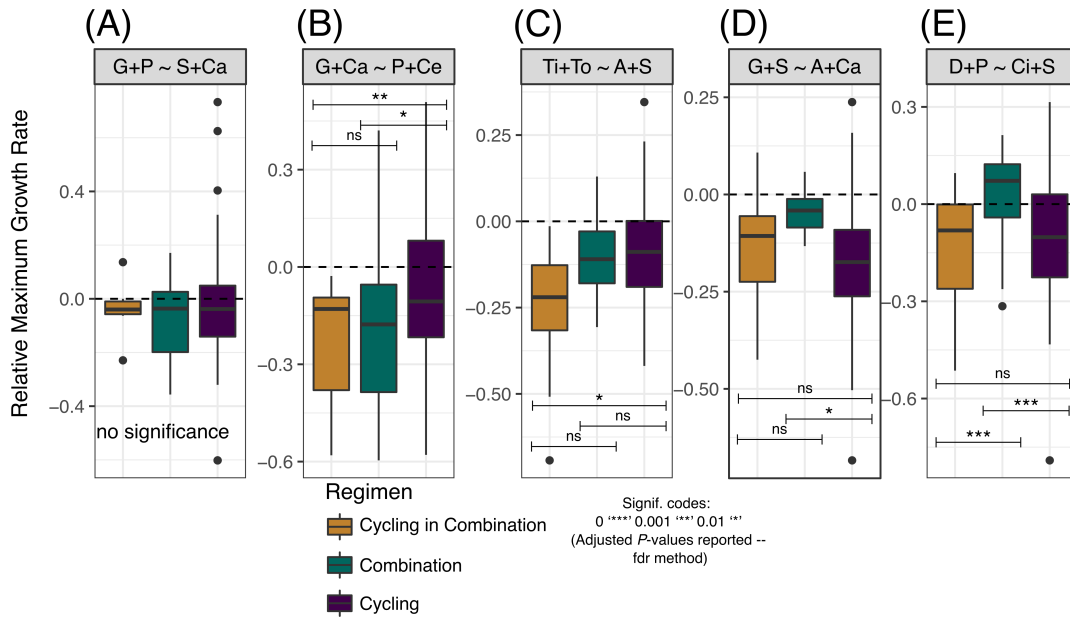 (A)
(B)
(C)
(D)
(E)
G+P ~ S+Ca
G+Ca ~ P+Ce
Ti+To ~ A+S
G+S ~ A+Ca
D+P ~ Ci+S
Relative Maximum Growth Rate
0.4
0.0
−0.4
no significance
0.3
0.0
−0.3
−0.6
**
*
ns
0.25
0.00
−0.25
−0.50
*
ns
ns
0.25
0.00
−0.25
−0.50
ns
*
ns
0.3
0.0
−0.3
−0.6
ns
***
***
Regimen
Cycling in Combination
Combination
Cycling
Signif. codes:
0 ‘***’ 0.001 ‘**’ 0.01 ‘*’
(Adjusted P-values reported --
fdr method)